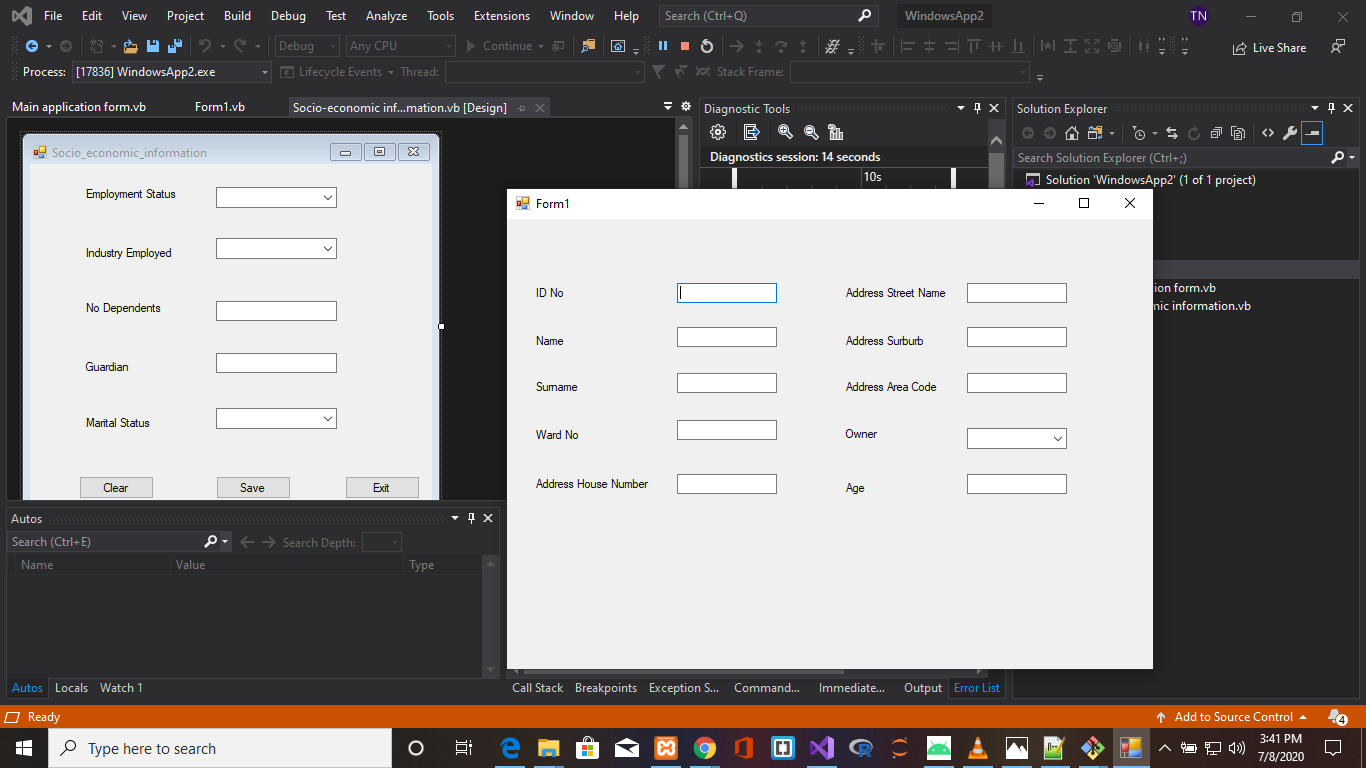 File Edit View Project Build Debug Test Analyze Tools Extensions Window Help Search (Ctrl+Q) WindowsApp2 TN
Debug Any CPU Continue Live Share
Process: [17836] WindowsApp2.exe Lifecycle Events Thread: Stack Frame:
Main application form.vb Form1.vb Socio-economic inf...mation.vb [Design]
Socio_economic_information
Employment Status
Industry Employed
No Dependents
Guardian
Marital Status
Clear Save Exit
Diagnostic Tools
Diagnostics session: 14 seconds
10s
Solution Explorer
Search Solution Explorer (Ctrl+;)
Solution 'WindowsApp2' (1 of 1 project)
ion form.vb
mic information.vb
Form1
ID No Address Street Name
Name Address Surburb
Surname Address Area Code
Ward No Owner
Address House Number Age
Autos
Search (Ctrl+E) Search Depth:
Name Value Type
Autos Locals Watch 1
Call Stack Breakpoints Exception S... Command... Immediate... Output Error List
Ready Add to Source Control 4
Type here to search
3:41 PM
7/8/2020